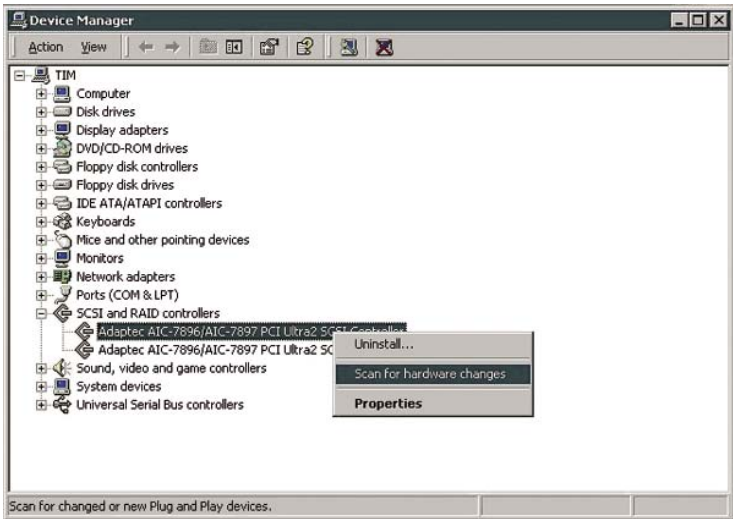 Device Manager
Action View
TIM
Computer
Disk drives
Display adapters
DVD/CD-ROM drives
Floppy disk controllers
Floppy disk drives
IDE ATA/ATAPI controllers
Keyboards
Mice and other pointing devices
Monitors
Network adapters
Ports (COM & LPT)
SCSI and RAID controllers
Adaptec AIC-7896/AIC-7897 PCI Ultra2 SCSI Controller
Adaptec AIC-7896/AIC-7897 PCI Ultra2 SC
Sound, video and game controllers
System devices
Universal Serial Bus controllers
Uninstall...
Scan for hardware changes
Properties
Scan for changed or new Plug and Play devices.